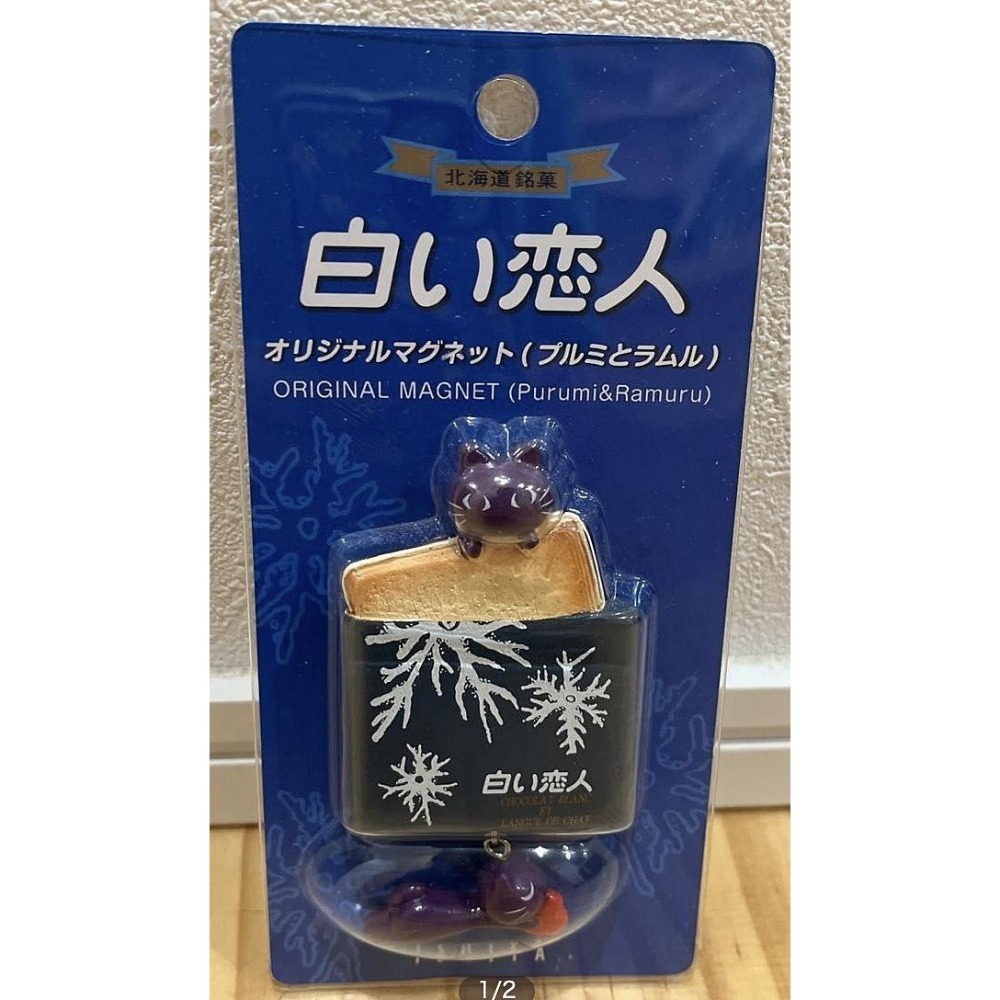 北海道銘菓
白い恋人
オリジナルマグネット(プルミとラムル)
ORIGINAL MAGNET (Purumi&Ramuru)
白い恋人
CHOCOLAT BLANC
ET
LANGUE DE CHAT
ISHIYA
1/2